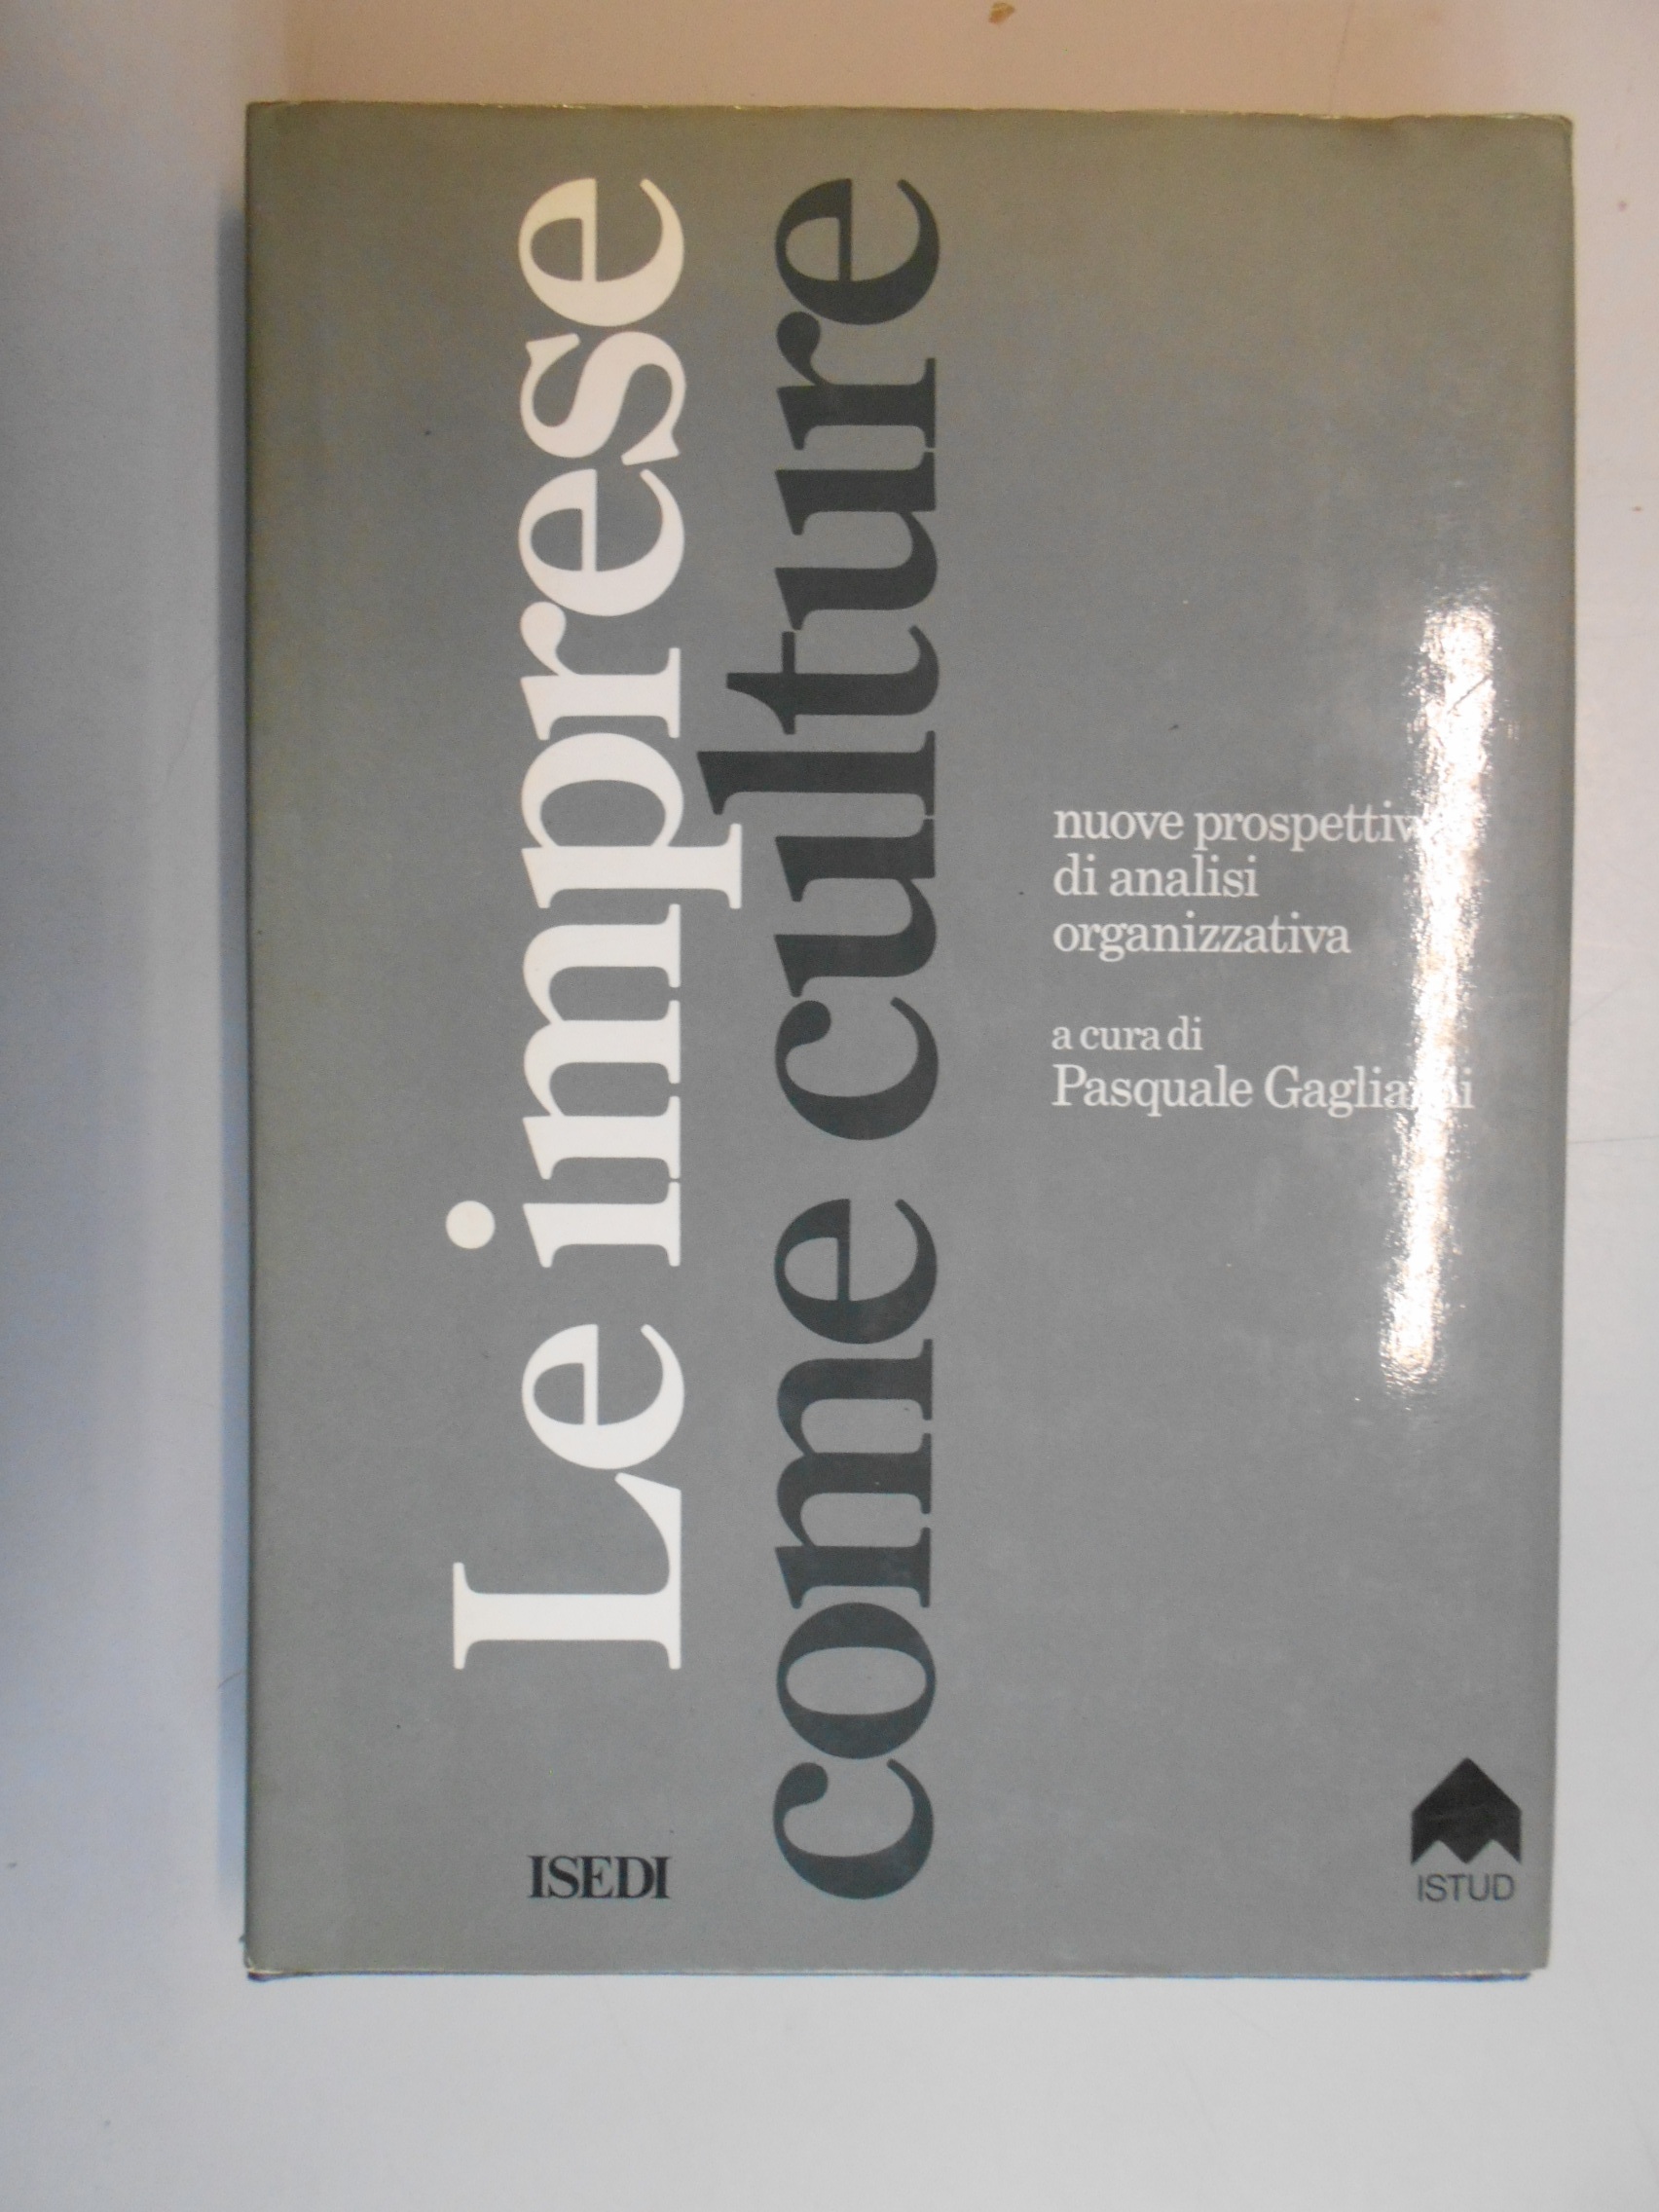 Le imprese
come culture
nuove prospettive
di analisi
organizzativa
a cura di
Pasquale Gagliardi
ISEDI
ISTUD